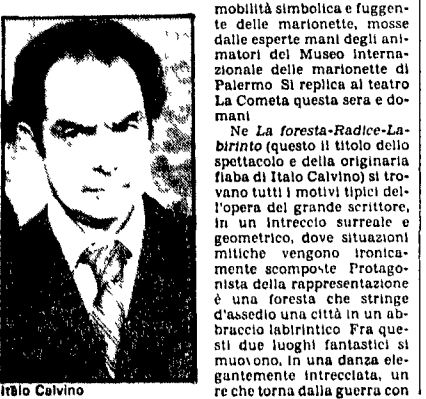 mobilità simbolica e fuggen-
te delle marionette, mosse
dalle esperte mani degli ani-
matori del Museo interna-
zionale delle marionette di
Palermo Si replica al teatro
La Cometa questa sera e do-
mani
Ne La foresta-Radice-La-
birinto (questo il titolo dello
spettacolo e della originaria
fiaba di Italo Calvino) si tro-
vano tutti i motivi tipici del-
l'opera del grande scrittore,
in un intreccio surreale e
geometrico, dove situazioni
mitiche vengono ironica-
mente scomposte Protago-
nista della rappresentazione
è una foresta che stringe
d'assedio una città in un ab-
braccio labirintico Fra que-
sti due luoghi fantastici si
muovono, in una danza ele-
gantemente intrecciata, un
re che torna dalla guerra con
Italo Calvino